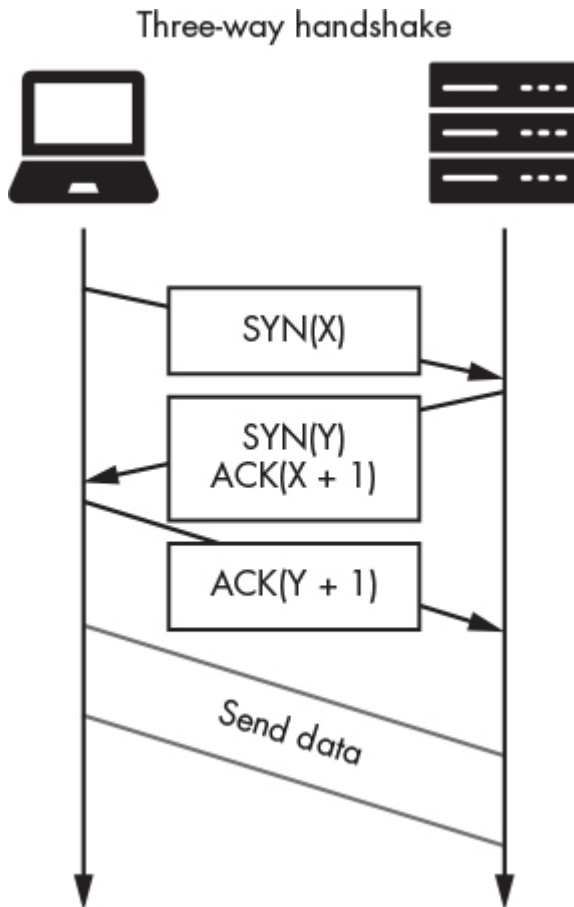 Three-way handshake
SYN(X)
SYN(Y)
ACK(X + 1)
ACK(Y + 1)
Send data